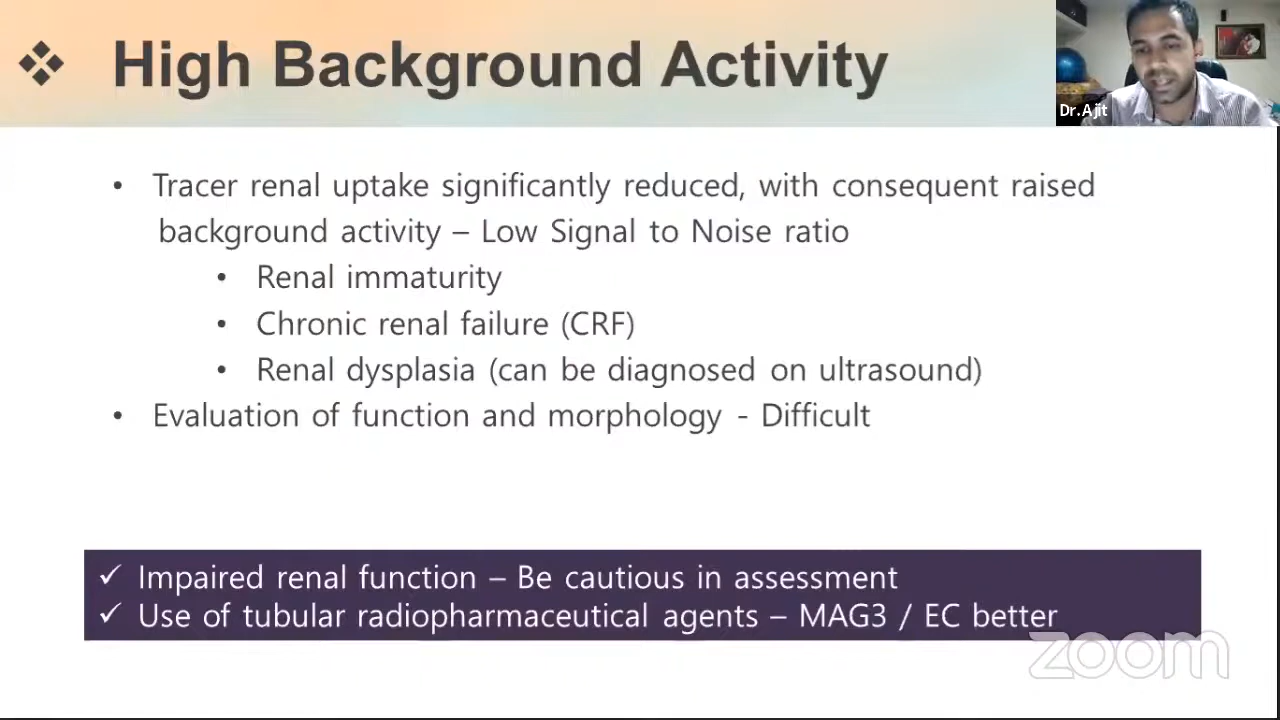 ❖ High Background Activity
Dr.Ajit
• Tracer renal uptake significantly reduced, with consequent raised
background activity – Low Signal to Noise ratio
• Renal immaturity
• Chronic renal failure (CRF)
• Renal dysplasia (can be diagnosed on ultrasound)
• Evaluation of function and morphology - Difficult
✓ Impaired renal function – Be cautious in assessment
✓ Use of tubular radiopharmaceutical agents – MAG3 / EC better
zoom